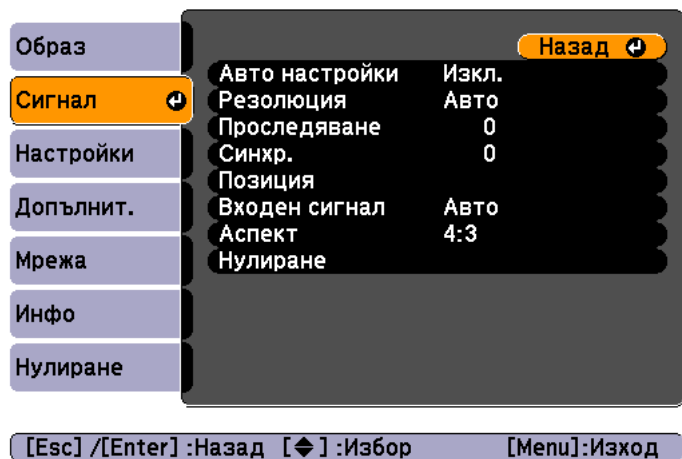 Образ
Сигнал
Настройки
Допълнит.
Мрежа
Инфо
Нулиране
Назад
Авто настройки Изкл.
Резолюция Авто
Проследяване 0
Синхр. 0
Позиция
Входен сигнал Авто
Аспект 4:3
Нулиране
[Esc] /[Enter] :Назад [◆] :Избор [Menu]:Изход